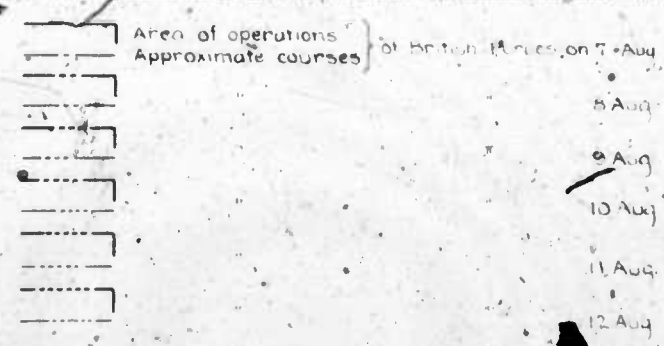 Area of operations
Approximate courses } of British Forces on 7 Aug
8 Aug
9 Aug
10 Aug
11 Aug
12 Aug